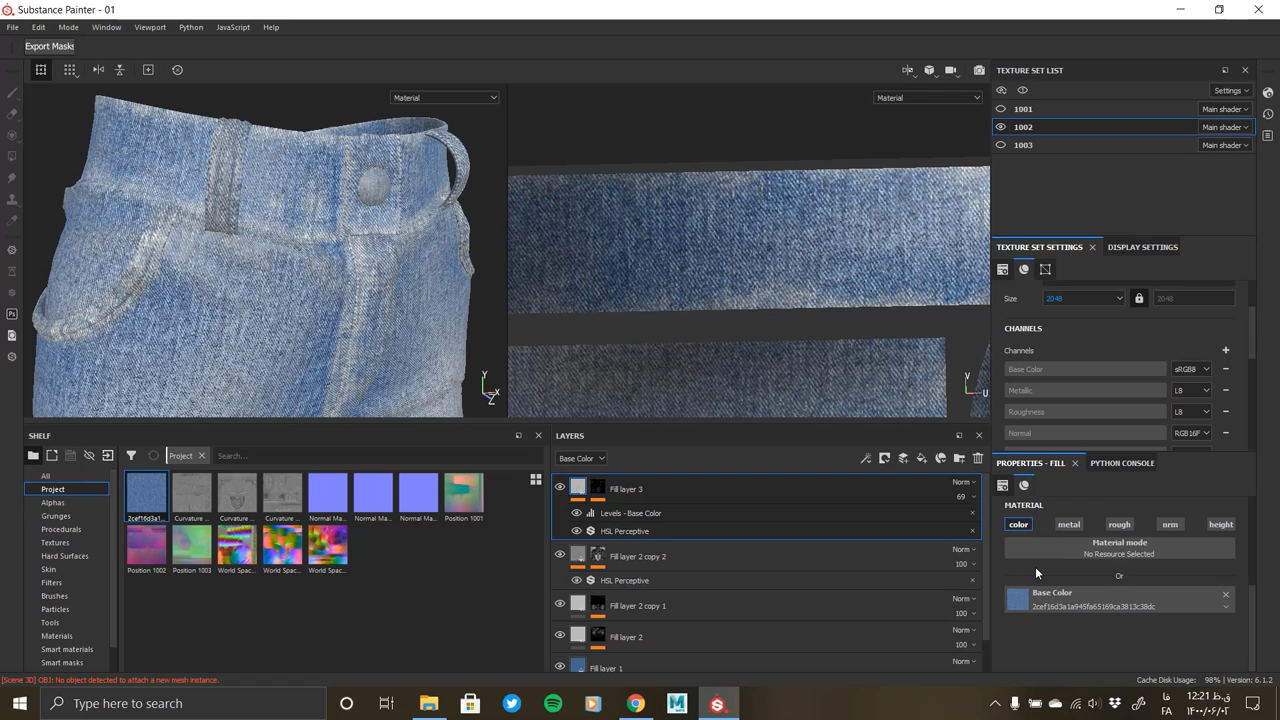 Substance Painter - 01
File Edit Mode Window Viewport Python JavaScript Help
Export Masks
Material
Material
TEXTURE SET LIST
Settings
1001 Main shader
1002 Main shader
1003 Main shader
TEXTURE SET SETTINGS DISPLAY SETTINGS
Size 2048 2048
CHANNELS
Channels
Base Color sRGB8
Metallic L8
Roughness L8
Normal RGB16F
Y
X
Z
V
U
SHELF
Project Search...
All
Project
Alphas
Grunges
Procedurals
Textures
Hard Surfaces
Skin
Filters
Brushes
Particles
Tools
Materials
Smart materials
Smart masks
2cef16d3a1... Curvature ... Curvature ... Curvature ... Normal Ma... Normal Ma... Normal Ma... Position 1001
Position 1002 Position 1003 World Spac... World Spac... World Spac...
LAYERS
Base Color
Fill layer 3 Norm
69
Levels - Base Color
HSL Perceptive
Fill layer 2 copy 2 Norm
100
HSL Perceptive
Fill layer 2 copy 1 Norm
100
Fill layer 2 Norm
100
Fill layer 1 Norm
PROPERTIES - FILL PYTHON CONSOLE
MATERIAL
color metal rough nrm height
Material mode
No Resource Selected
Or
Base Color
2cef16d3a1a945fa65169ca3813c38dc
[Scene 3D] OBJ: No object detected to attach a new mesh instance.
Cache Disk Usage: 98% | Version: 6.1.2
Type here to search
Ps
M
فا
FA
12:21 ق.ظ